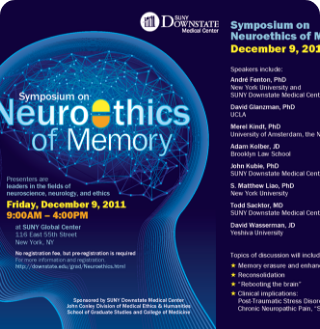 SUNY
DOWNSTATE
Medical Center
Symposium on
Neuroethics
of Memory
Presenters are
leaders in the fields of
neuroscience, neurology, and ethics
Friday, December 9, 2011
9:00AM – 4:00PM
at SUNY Global Center
116 East 55th Street
New York, NY
No registration fee, but pre-registration is required
For more information and registration:
http://downstate.edu/grad/Neuroethics.html
Sponsored by SUNY Downstate Medical Center
John Conley Division of Medical Ethics & Humanities
School of Graduate Studies and College of Medicine
Symposium on
Neuroethics of M
December 9, 201
Speakers include:
André Fenton, PhD
New York University and
SUNY Downstate Medical Cent
David Glanzman, PhD
UCLA
Merel Kindt, PhD
University of Amsterdam, the N
Adam Kolber, JD
Brooklyn Law School
John Kubie, PhD
SUNY Downstate Medical Cent
S. Matthew Liao, PhD
New York University
Todd Sacktor, MD
SUNY Downstate Medical Cent
David Wasserman, JD
Yeshiva University
Topics of discussion will includ
★ Memory erasure and enhanc
★ Reconsolidation
★ "Rebooting the brain"
★ Clinical implications:
Post-Traumatic Stress Disor
Chronic Neuropathic Pain, "S